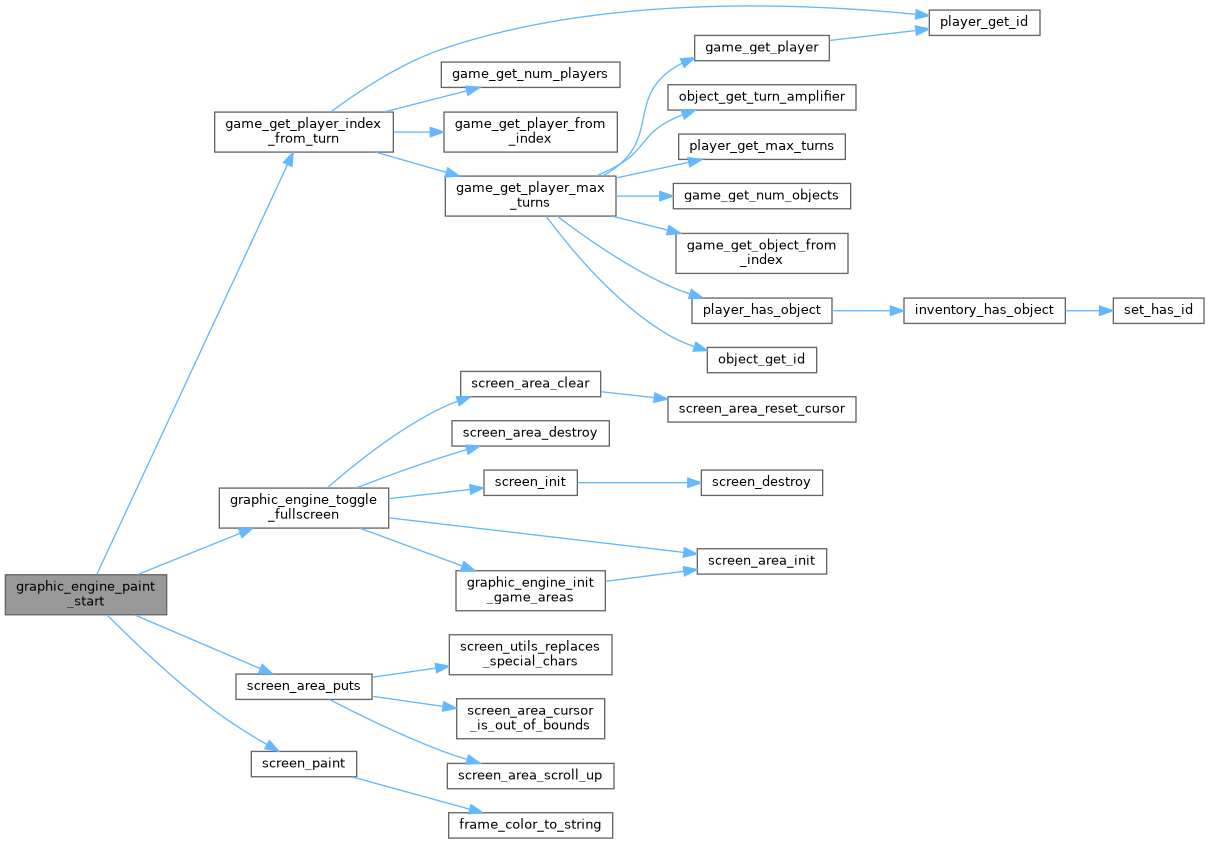 graphic_engine_paint
_start
game_get_player_index
_from_turn
player_get_id
game_get_num_players
game_get_player_from
_index
game_get_player_max
_turns
game_get_player
object_get_turn_amplifier
player_get_max_turns
game_get_num_objects
game_get_object_from
_index
player_has_object
inventory_has_object
set_has_id
object_get_id
graphic_engine_toggle
_fullscreen
screen_area_clear
screen_area_reset_cursor
screen_area_destroy
screen_init
screen_destroy
screen_area_init
graphic_engine_init
_game_areas
screen_area_puts
screen_utils_replaces
_special_chars
screen_area_cursor
_is_out_of_bounds
screen_area_scroll_up
screen_paint
frame_color_to_string